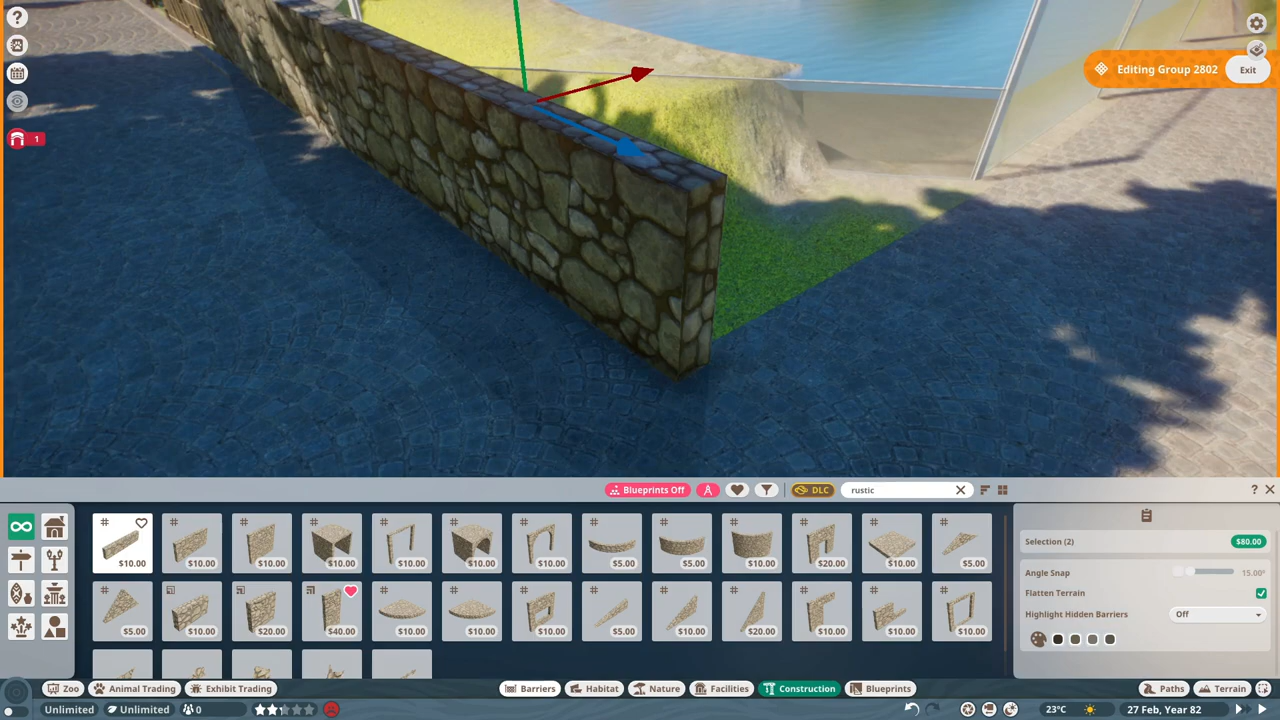 ?
Editing Group 2802
Exit
1
Blueprints Off
DLC
rustic
?
$10.00
$10.00
$10.00
$10.00
$10.00
$10.00
$10.00
$5.00
$5.00
$10.00
$20.00
$10.00
$5.00
$5.00
$10.00
$20.00
$40.00
$10.00
$10.00
$10.00
$5.00
$10.00
$20.00
$10.00
$10.00
$10.00
Selection (2)
$80.00
Angle Snap
15.00°
Flatten Terrain
Highlight Hidden Barriers
Off
Zoo
Animal Trading
Exhibit Trading
Barriers
Habitat
Nature
Facilities
Construction
Blueprints
Paths
Terrain
Unlimited
Unlimited
0
23°C
27 Feb, Year 82